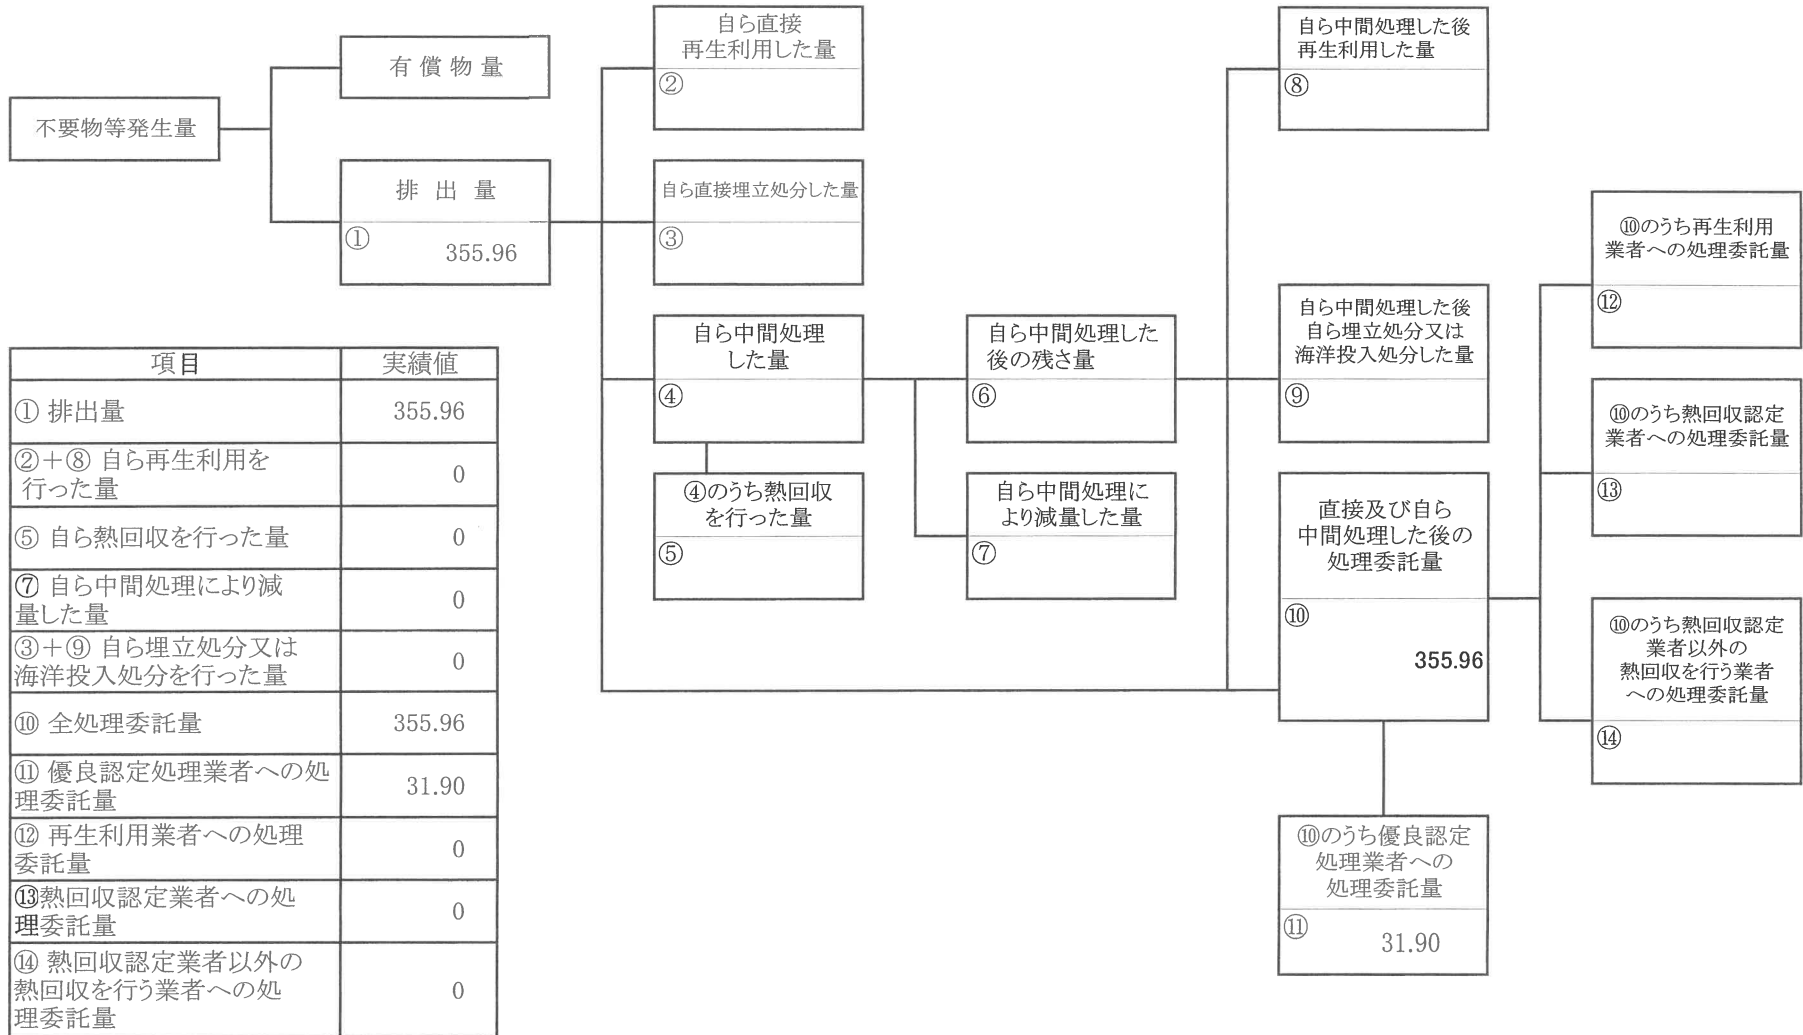 不要物等発生量
有償物量
排出量
①
355.96
自ら直接
再生利用した量
②
自ら直接埋立処分した量
③
自ら中間処理
した量
④
④のうち熱回収
を行った量
⑤
自ら中間処理した
後の残さ量
⑥
自ら中間処理に
より減量した量
⑦
自ら中間処理した後
再生利用した量
⑧
自ら中間処理した後
自ら埋立処分又は
海洋投入処分した量
⑨
直接及び自ら
中間処理した後の
処理委託量
⑩
355.96
⑩のうち優良認定
処理業者への
処理委託量
⑪
31.90
⑩のうち再生利用
業者への処理委託量
⑫
⑩のうち熱回収認定
業者への処理委託量
⑬
⑩のうち熱回収認定
業者以外の
熱回収を行う業者
への処理委託量
⑭
項目 実績値
① 排出量 355.96
②+⑧ 自ら再生利用を
行った量 0
⑤ 自ら熱回収を行った量 0
⑦ 自ら中間処理により減
量した量 0
③+⑨ 自ら埋立処分又は
海洋投入処分を行った量 0
⑩ 全処理委託量 355.96
⑪ 優良認定処理業者への処
理委託量 31.90
⑫ 再生利用業者への処理
委託量 0
⑬熱回収認定業者への処
理委託量 0
⑭ 熱回収認定業者以外の
熱回収を行う業者への処
理委託量 0